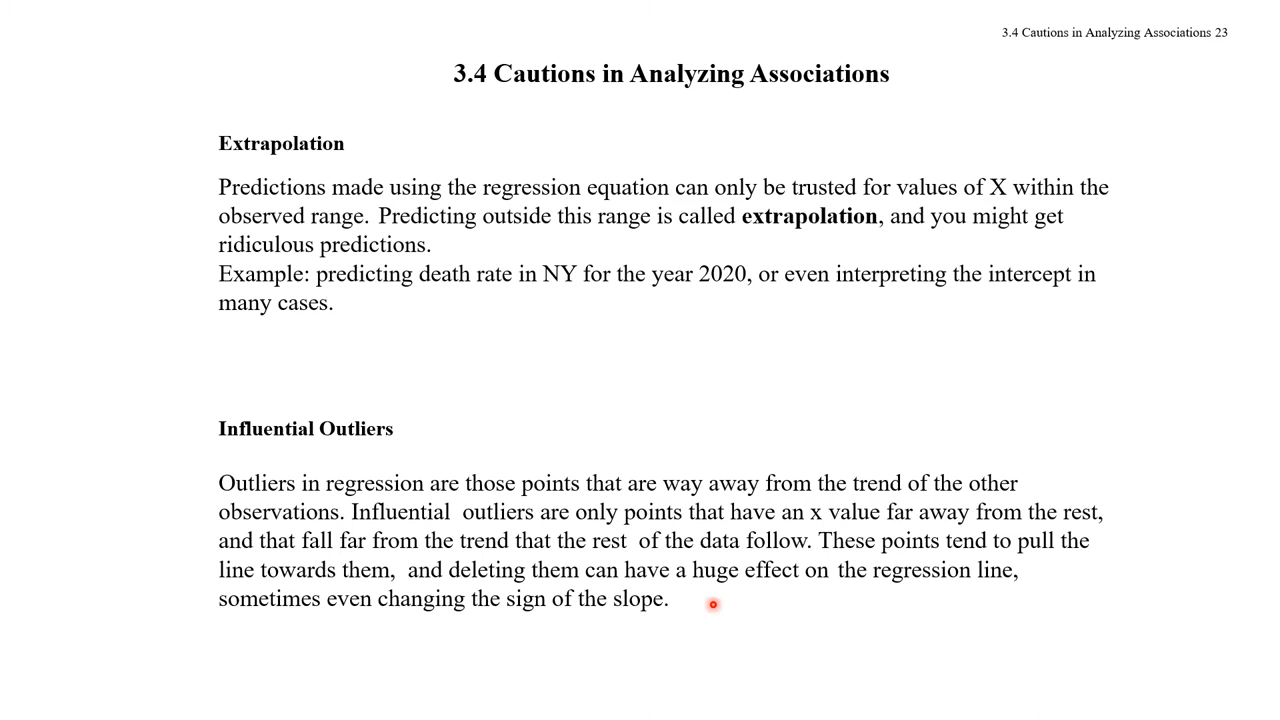 3.4 Cautions in Analyzing Associations 23
3.4 Cautions in Analyzing Associations
Extrapolation
Predictions made using the regression equation can only be trusted for values of X within the
observed range. Predicting outside this range is called extrapolation, and you might get
ridiculous predictions.
Example: predicting death rate in NY for the year 2020, or even interpreting the intercept in
many cases.
Influential Outliers
Outliers in regression are those points that are way away from the trend of the other
observations. Influential outliers are only points that have an x value far away from the rest,
and that fall far from the trend that the rest of the data follow. These points tend to pull the
line towards them, and deleting them can have a huge effect on the regression line,
sometimes even changing the sign of the slope.